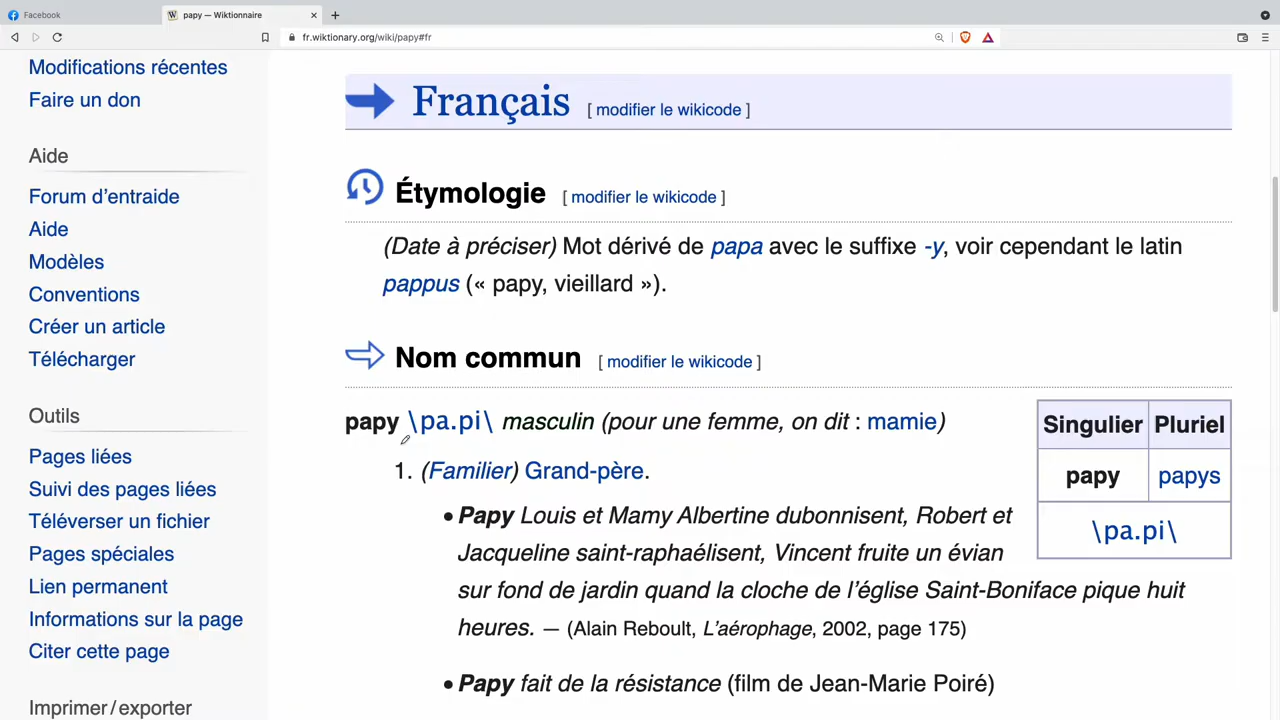 Facebook
W papy — Wiktionnaire
fr.wiktionary.org/wiki/papy#fr
Modifications récentes
Faire un don
Aide
Forum d’entraide
Aide
Modèles
Conventions
Créer un article
Télécharger
Outils
Pages liées
Suivi des pages liées
Téléverser un fichier
Pages spéciales
Lien permanent
Informations sur la page
Citer cette page
Imprimer / exporter
Français [ modifier le wikicode ]
Étymologie [ modifier le wikicode ]
(Date à préciser) Mot dérivé de papa avec le suffixe -y, voir cependant le latin
pappus (« papy, vieillard »).
Nom commun [ modifier le wikicode ]
papy \pa.pi\ masculin (pour une femme, on dit : mamie)
1. (Familier) Grand-père.
• Papy Louis et Mamy Albertine dubonnisent, Robert et
Jacqueline saint-raphaélisent, Vincent fruite un évian
sur fond de jardin quand la cloche de l’église Saint-Boniface pique huit
heures. — (Alain Reboult, L’aérophage, 2002, page 175)
• Papy fait de la résistance (film de Jean-Marie Poiré)
Singulier Pluriel
papy papys
\pa.pi\